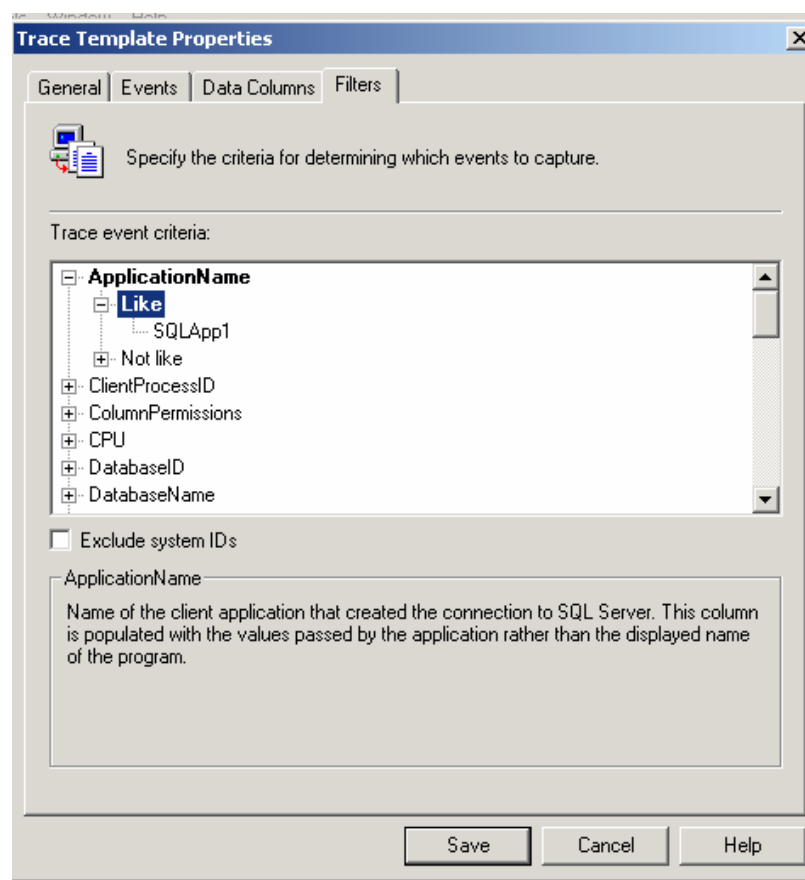 Window Help
Trace Template Properties
General Events Data Columns Filters
Specify the criteria for determining which events to capture.
Trace event criteria:
ApplicationName
Like
SQLApp1
Not like
ClientProcessID
ColumnPermissions
CPU
DatabaseID
DatabaseName
Exclude system IDs
ApplicationName
Name of the client application that created the connection to SQL Server. This column
is populated with the values passed by the application rather than the displayed name
of the program.
Save Cancel Help